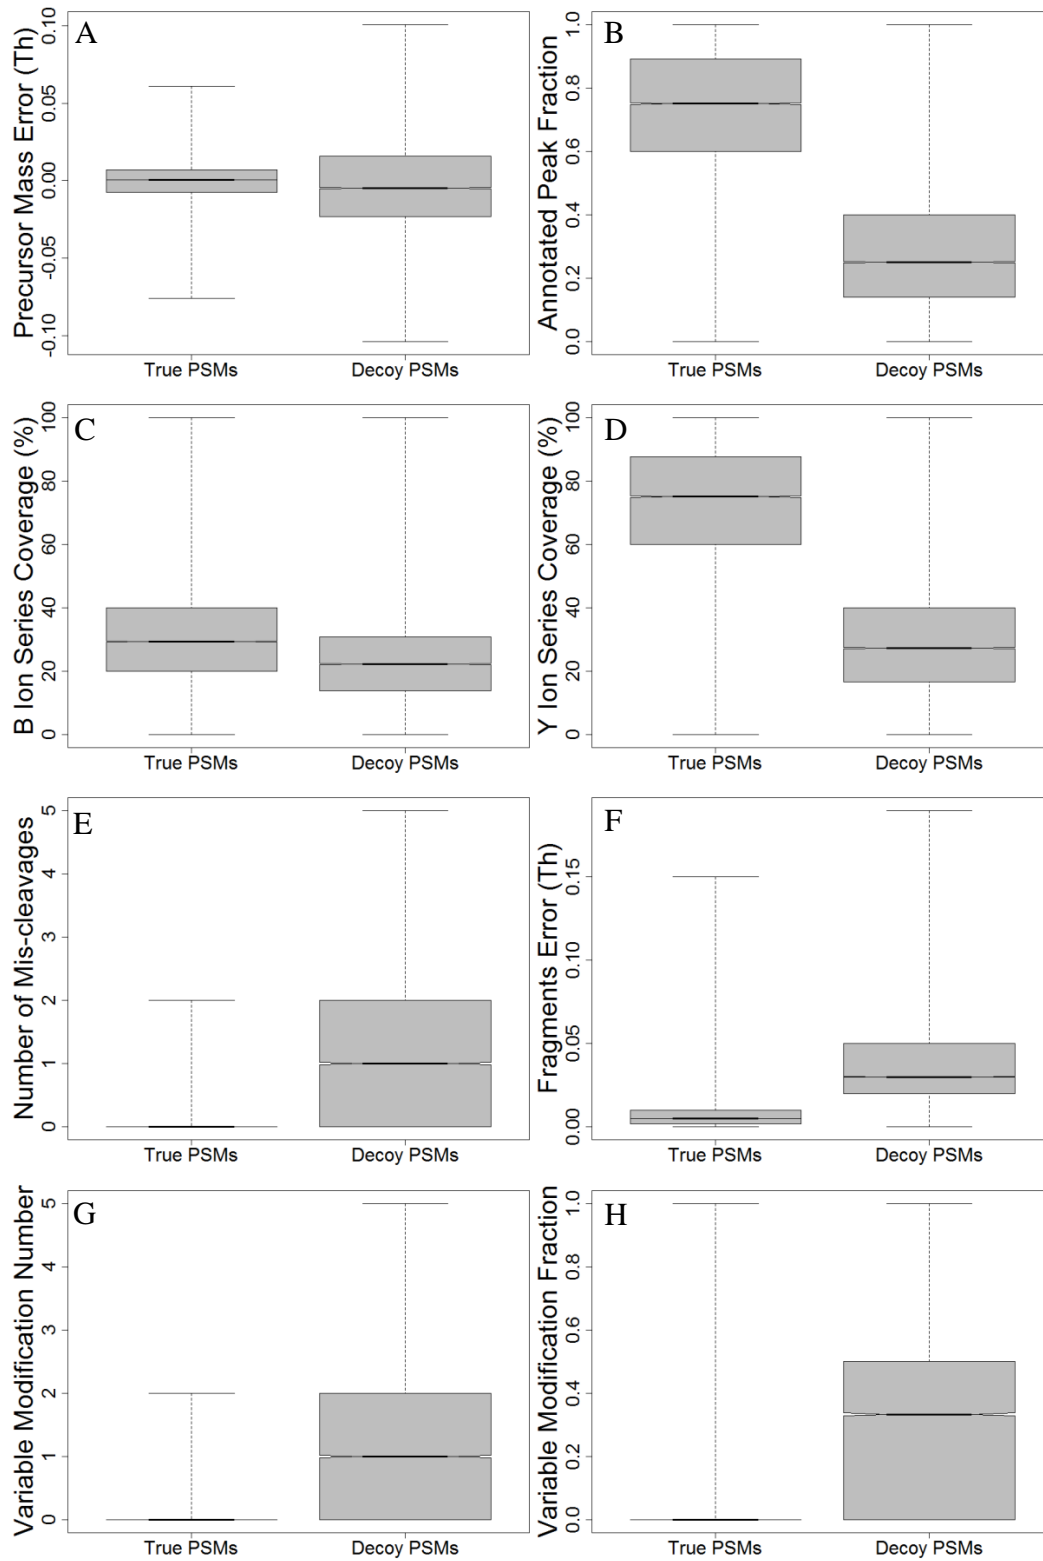 A
Precursor Mass Error (Th)
0.10
0.05
0.00
-0.05
-0.10
True PSMs
Decoy PSMs
B
Annotated Peak Fraction
1.0
0.8
0.6
0.4
0.2
0.0
True PSMs
Decoy PSMs
C
B Ion Series Coverage (%)
100
80
60
40
20
0
True PSMs
Decoy PSMs
D
Y Ion Series Coverage (%)
100
80
60
40
20
0
True PSMs
Decoy PSMs
E
Number of Mis-cleavages
5
4
3
2
1
0
True PSMs
Decoy PSMs
F
Fragments Error (Th)
0.15
0.10
0.05
0.00
True PSMs
Decoy PSMs
G
Variable Modification Number
5
4
3
2
1
0
True PSMs
Decoy PSMs
H
Variable Modification Fraction
1.0
0.8
0.6
0.4
0.2
0.0
True PSMs
Decoy PSMs